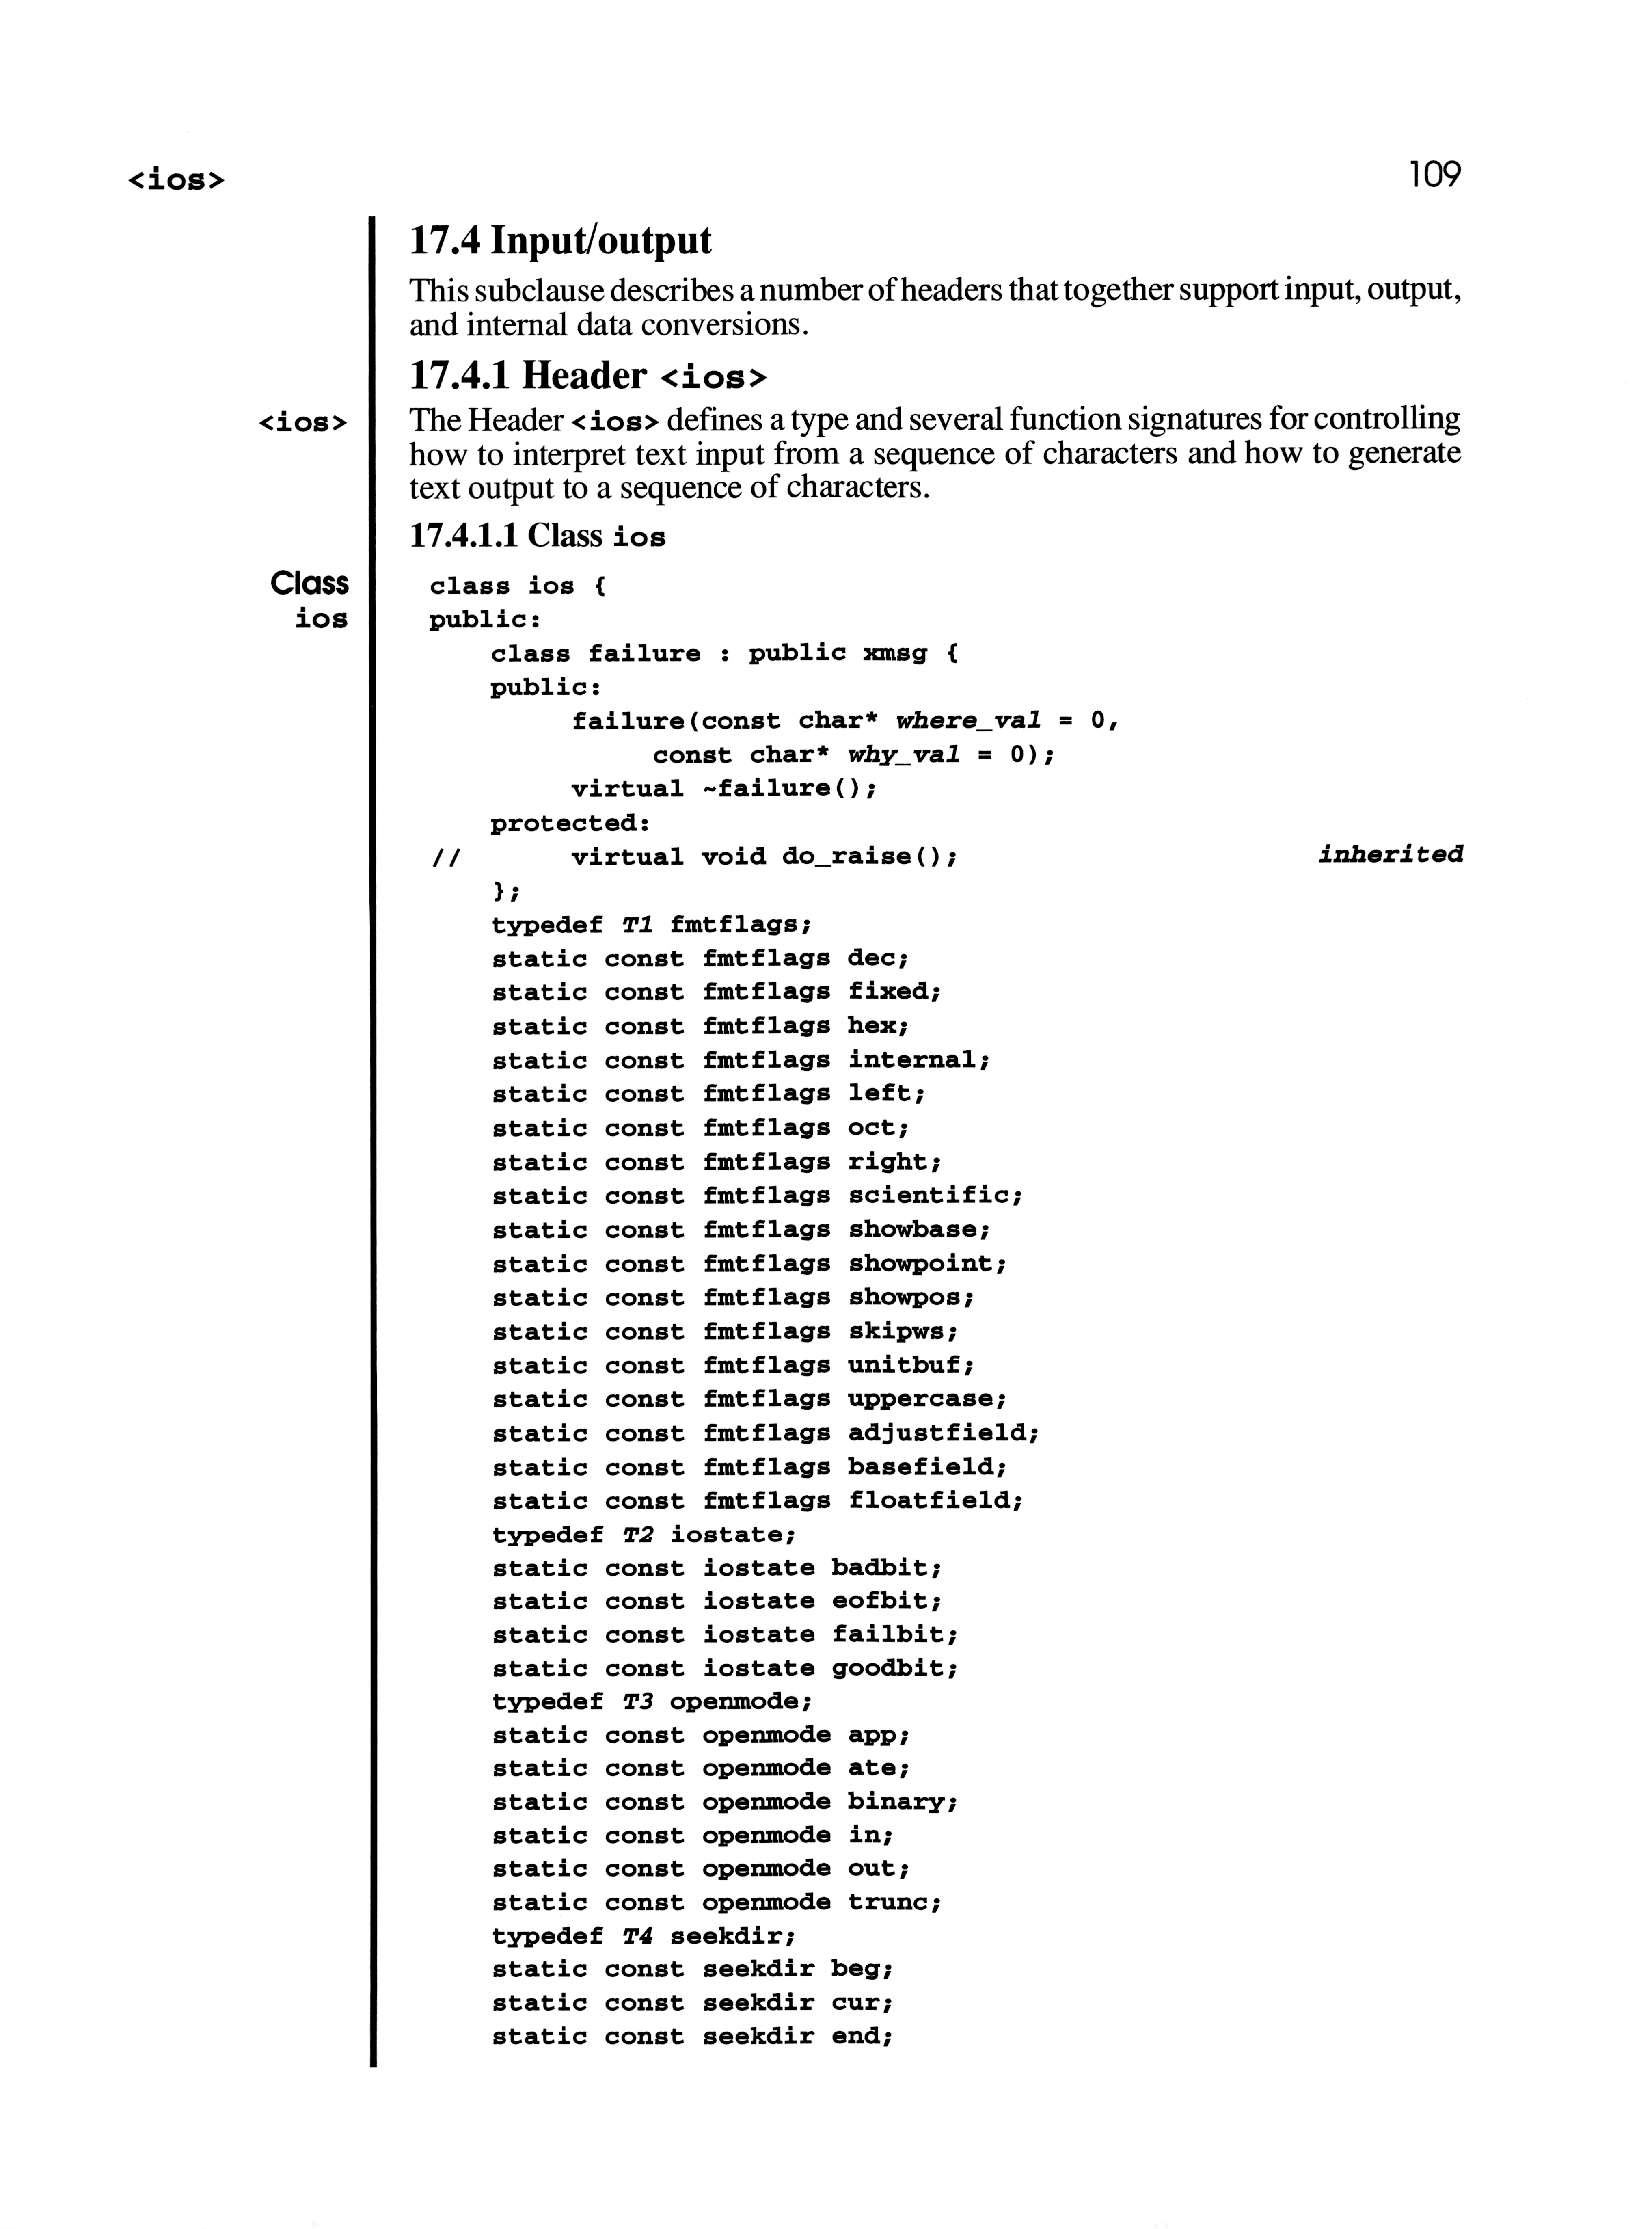 <ios>
109
17.4 Input/output
This subclause describes a number of headers that together support input, output,
and internal data conversions.
17.4.1 Header <ios>
<ios>
The Header <ios> defines a type and several function signatures for controlling
how to interpret text input from a sequence of characters and how to generate
text output to a sequence of characters.
17.4.1.1 Class ios
Class
ios
class ios {
public:
class failure : public xmsg {
public:
failure(const char* where_val = 0,
const char* why_val = 0);
virtual ~failure();
protected:
// virtual void do_raise(); inherited
};
typedef T1 fmtflags;
static const fmtflags dec;
static const fmtflags fixed;
static const fmtflags hex;
static const fmtflags internal;
static const fmtflags left;
static const fmtflags oct;
static const fmtflags right;
static const fmtflags scientific;
static const fmtflags showbase;
static const fmtflags showpoint;
static const fmtflags showpos;
static const fmtflags skipws;
static const fmtflags unitbuf;
static const fmtflags uppercase;
static const fmtflags adjustfield;
static const fmtflags basefield;
static const fmtflags floatfield;
typedef T2 iostate;
static const iostate badbit;
static const iostate eofbit;
static const iostate failbit;
static const iostate goodbit;
typedef T3 openmode;
static const openmode app;
static const openmode ate;
static const openmode binary;
static const openmode in;
static const openmode out;
static const openmode trunc;
typedef T4 seekdir;
static const seekdir beg;
static const seekdir cur;
static const seekdir end;